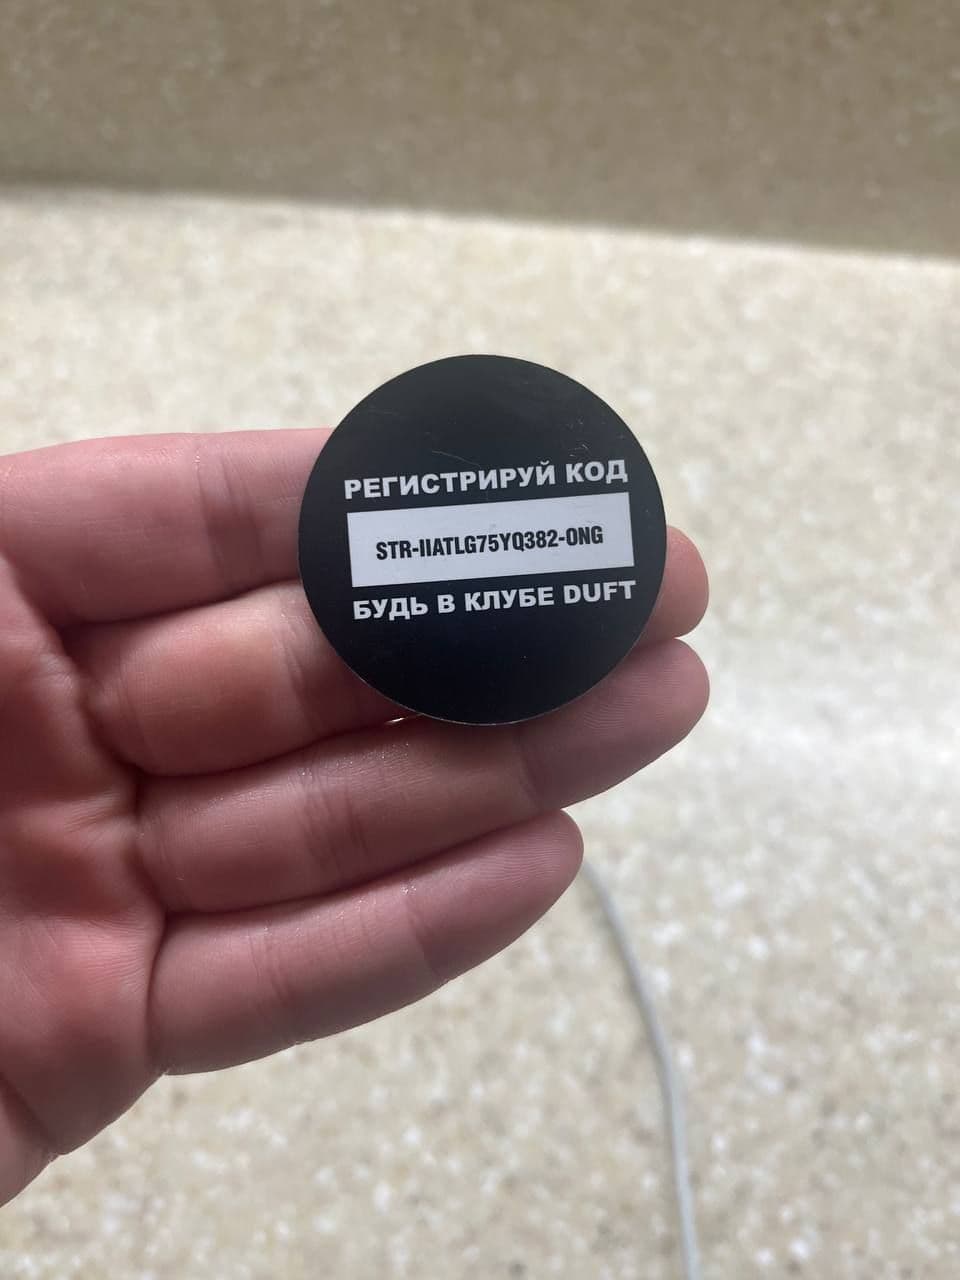 РЕГИСТРИРУЙ КОД
STR-IIATLG75YQ382-ONG
БУДЬ В КЛУБЕ DUFT